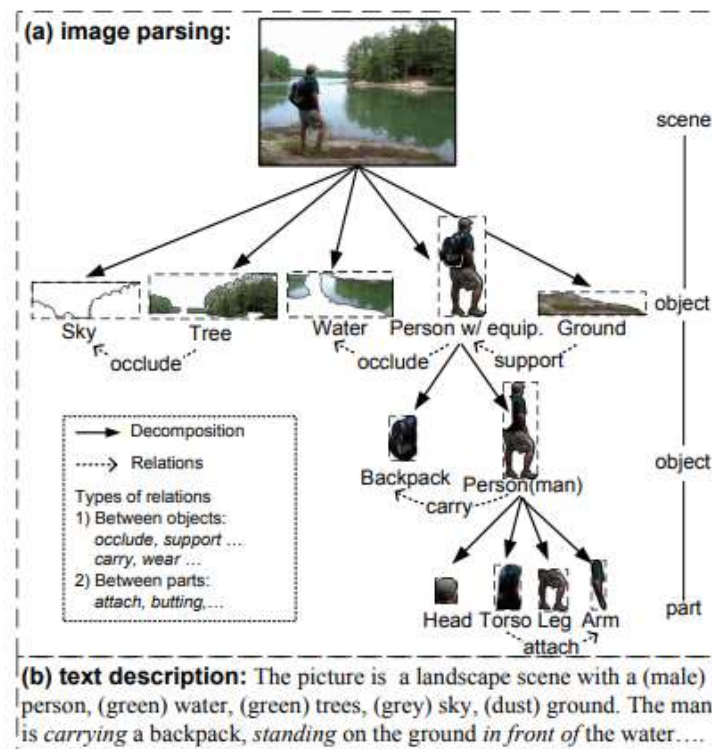 (a) image parsing:
scene
Sky
Tree
Water
Person w/ equip.
Ground
object
occlude
occlude
support
Decomposition
Relations
Types of relations
1) Between objects:
occlude, support …
carry, wear …
2) Between parts:
attach, butting,…
Backpack
Person(man)
object
carry
Head
Torso
Leg
Arm
part
attach
(b) text description: The picture is a landscape scene with a (male)
person, (green) water, (green) trees, (grey) sky, (dust) ground. The man
is carrying a backpack, standing on the ground in front of the water….